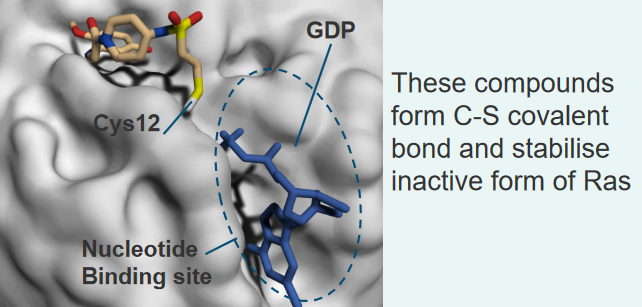 GDP
Cys12
Nucleotide
Binding site
These compounds
form C-S covalent
bond and stabilise
inactive form of Ras